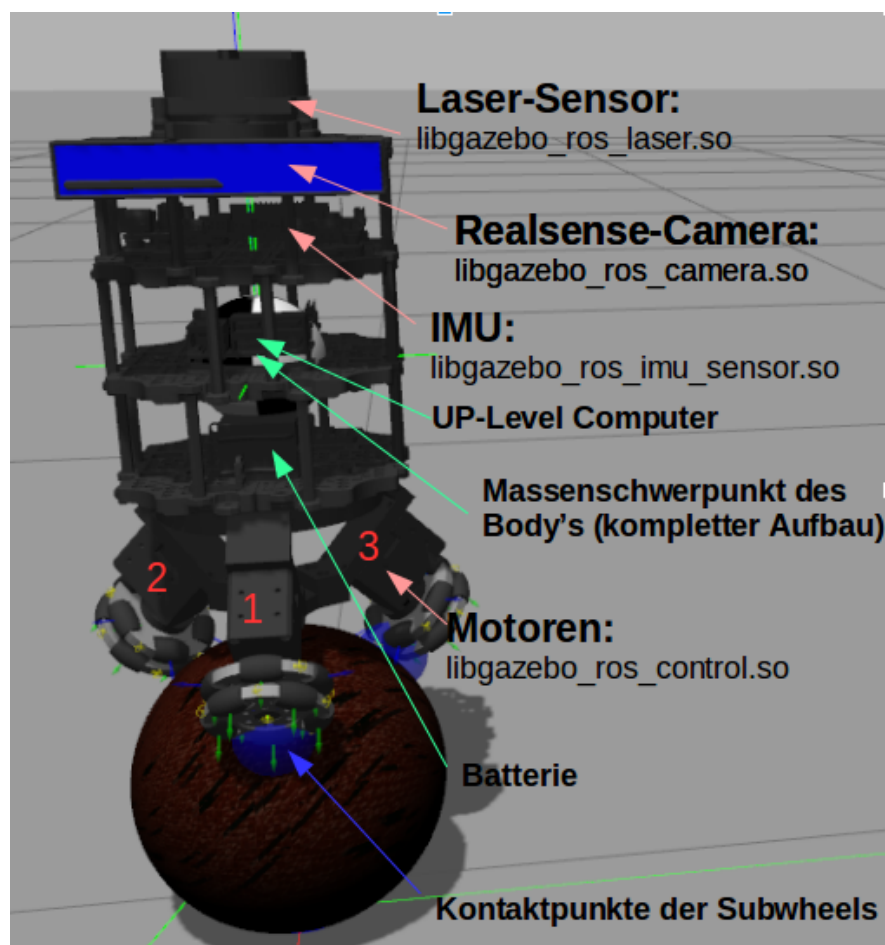 Laser-Sensor:
libgazebo_ros_laser.so
Realsense-Camera:
libgazebo_ros_camera.so
IMU:
libgazebo_ros_imu_sensor.so
UP-Level Computer
Massenschwerpunkt des
Body's (kompletter Aufbau)
3
2
1
Motoren:
libgazebo_ros_control.so
Batterie
Kontaktpunkte der Subwheels